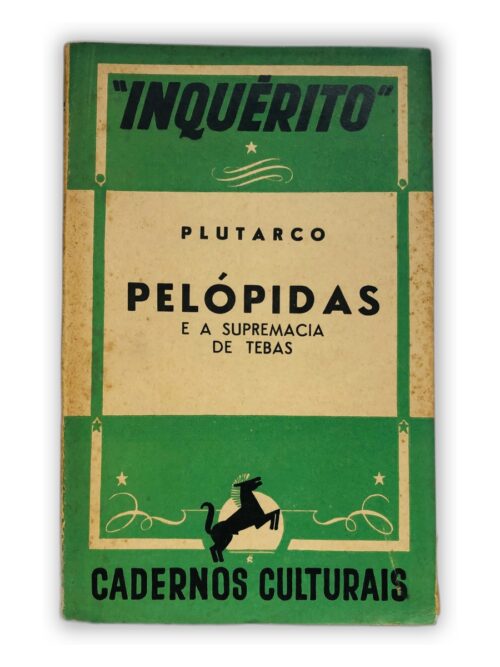 "INQUÉRITO"
PLUTARCO
PELÓPIDAS
E A SUPREMACIA
DE TEBAS
CADERNOS CULTURAIS